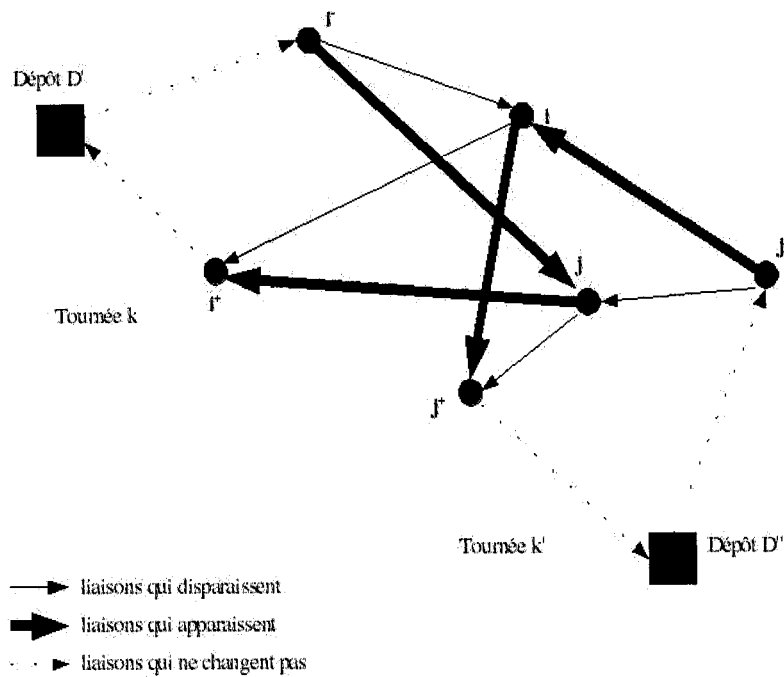 i-
Dépôt D'
i
j
j
i+
Tournée k
j+
Tournée k'
Dépôt D''
liaisons qui disparaissent
liaisons qui apparaissent
liaisons qui ne changent pas